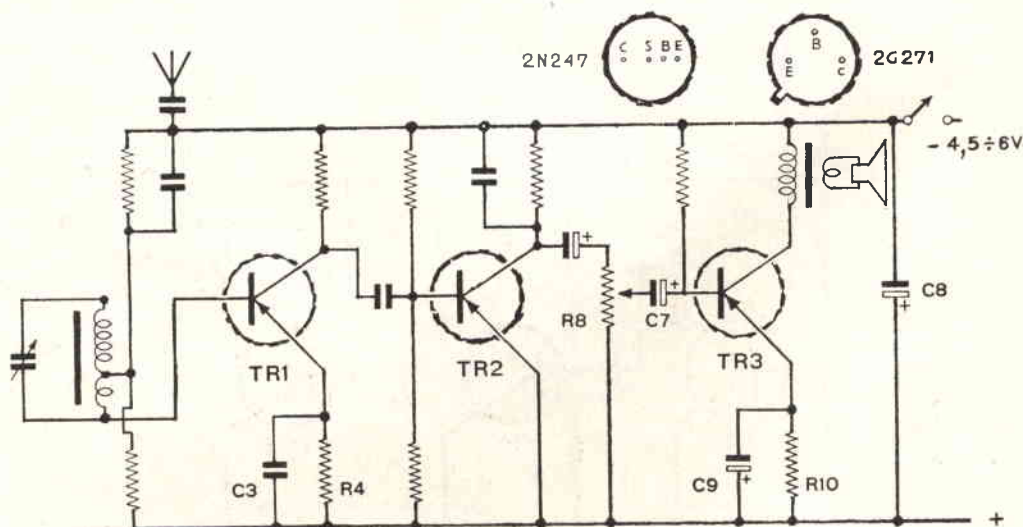 2N247
C S B E
B
E C
2G271
- 4,5÷6V
+
+
C8
R8
C7
+
TR1
TR2
TR3
C3
R4
C9
+
R10
+